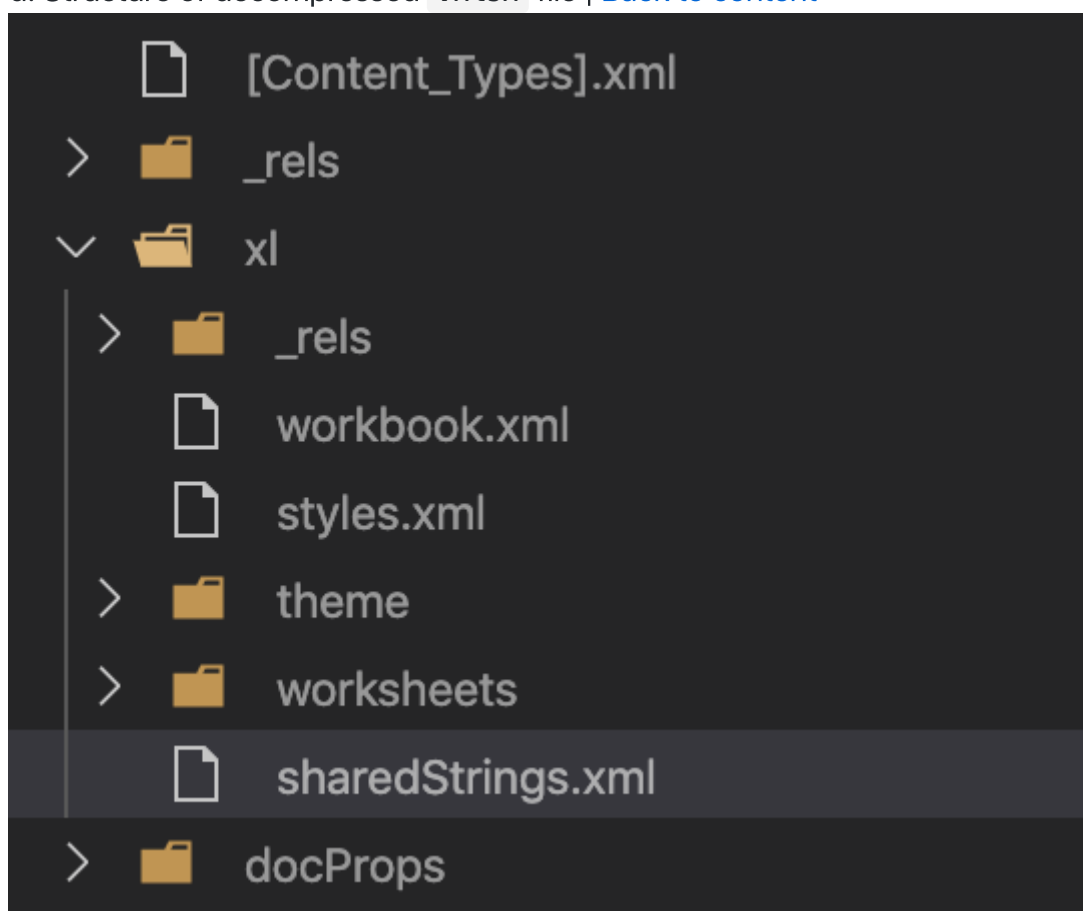 [Content_Types].xml
_rels
xl
_rels
workbook.xml
styles.xml
theme
worksheets
sharedStrings.xml
docProps